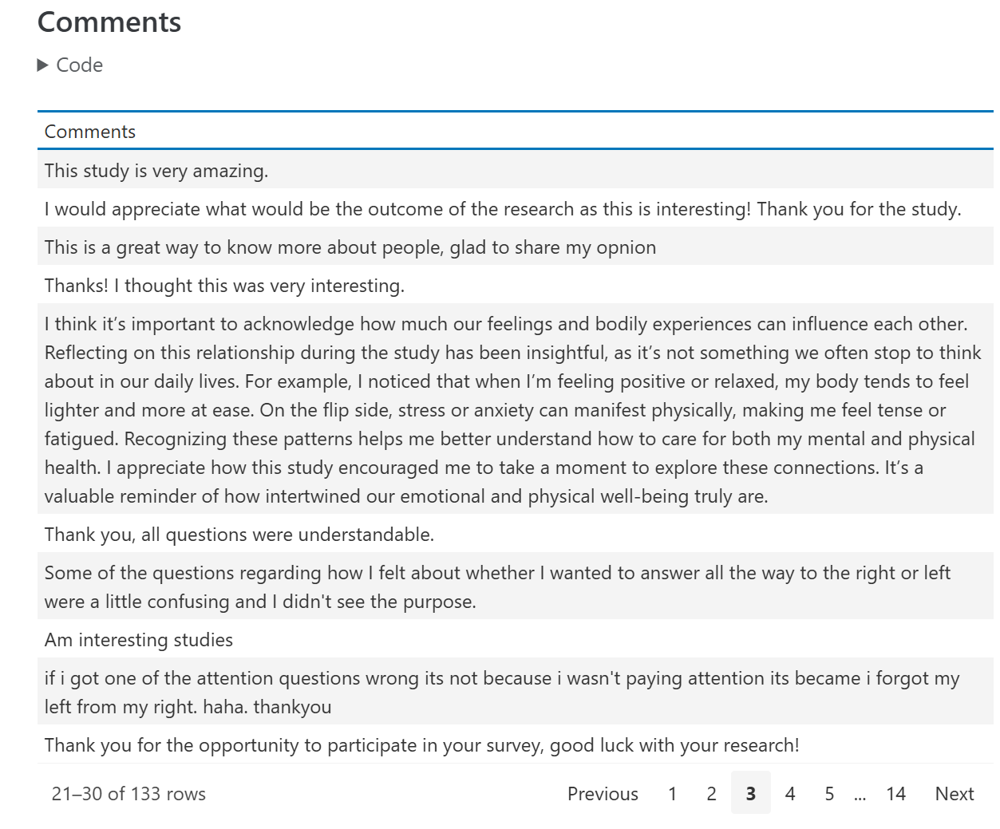 Comments
Code
Comments
This study is very amazing.
I would appreciate what would be the outcome of the research as this is interesting! Thank you for the study.
This is a great way to know more about people, glad to share my opnion
Thanks! I thought this was very interesting.
I think it’s important to acknowledge how much our feelings and bodily experiences can influence each other.
Reflecting on this relationship during the study has been insightful, as it’s not something we often stop to think
about in our daily lives. For example, I noticed that when I’m feeling positive or relaxed, my body tends to feel
lighter and more at ease. On the flip side, stress or anxiety can manifest physically, making me feel tense or
fatigued. Recognizing these patterns helps me better understand how to care for both my mental and physical
health. I appreciate how this study encouraged me to take a moment to explore these connections. It’s a
valuable reminder of how intertwined our emotional and physical well-being truly are.
Thank you, all questions were understandable.
Some of the questions regarding how I felt about whether I wanted to answer all the way to the right or left
were a little confusing and I didn't see the purpose.
Am interesting studies
if i got one of the attention questions wrong its not because i wasn't paying attention its became i forgot my
left from my right. haha. thankyou
Thank you for the opportunity to participate in your survey, good luck with your research!
21–30 of 133 rows Previous 1 2 3 4 5 ... 14 Next